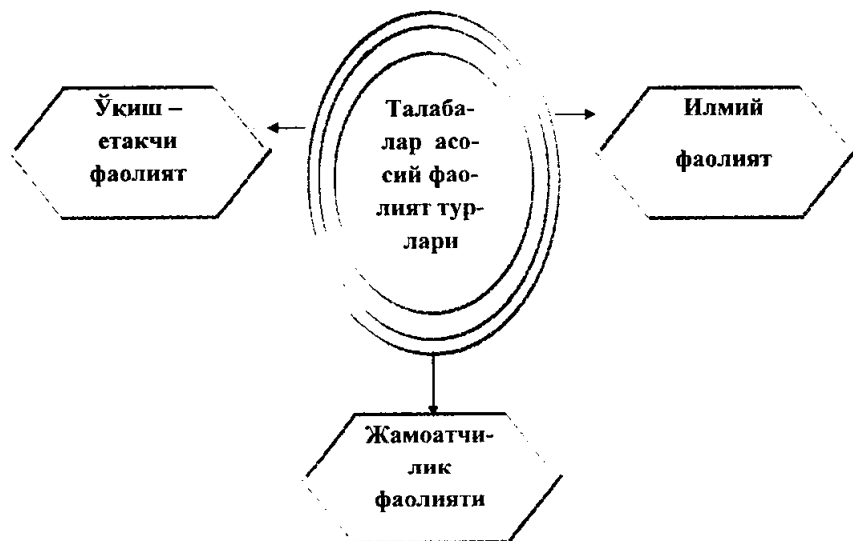 Ўқиш –
етакчи
фаолият
Талаба-
лар асо-
сий фао-
лият тур-
лари
Илмий
фаолият
Жамоатчи-
лик
фаолияти